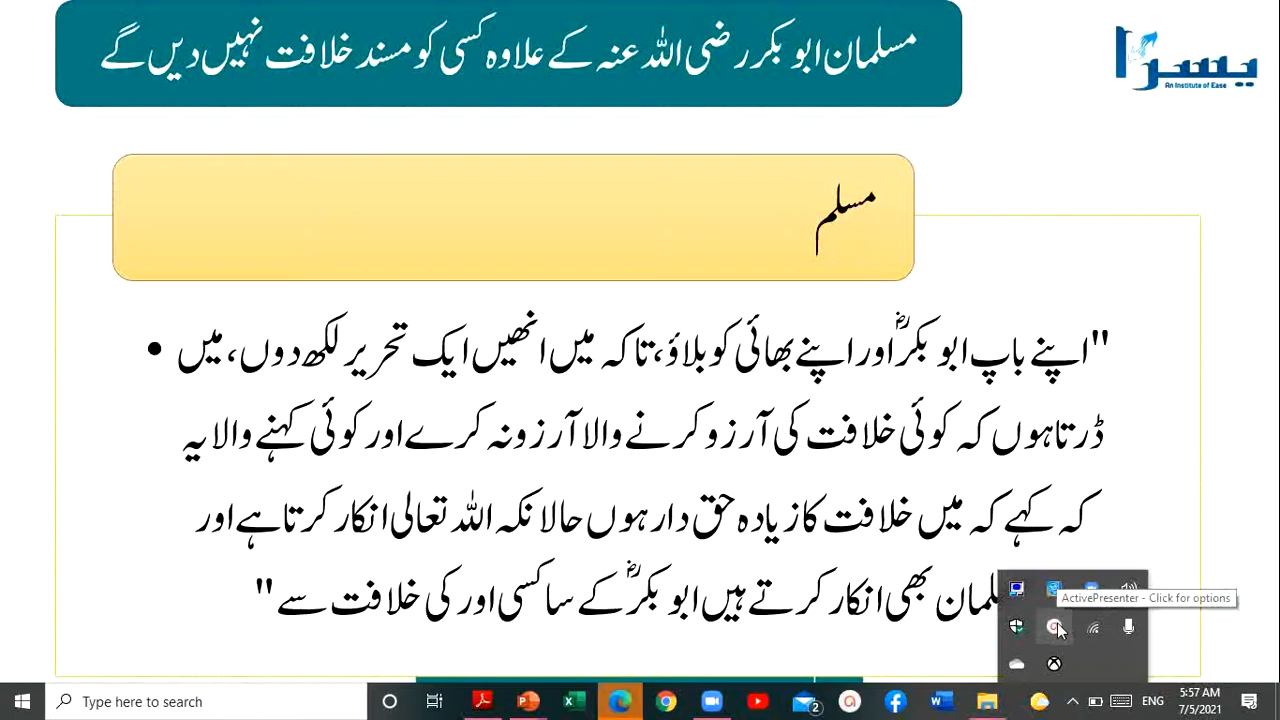 مسلمان ابو بکر رضی اللہ عنہ کے علاوہ کسی کو مسند خلافت نہیں دیں گے
یسرا
An Institute of Ease
مسلم
"اپنے باپ ابو بکرؓ اور اپنے بھائی کو بلاؤ، تاکہ میں انھیں ایک تحریر لکھ دوں، میں •
ڈرتا ہوں کہ کوئی خلافت کی آرزو کرنے والا آرزو نہ کرے اور کوئی کہنے والا یہ
کہ کہے کہ میں خلافت کا زیادہ حق دار ہوں حالانکہ اللہ تعالی انکار کرتا ہے اور
لمان بھی انکار کرتے ہیں ابو بکرؓ کے سا کسی اور کی خلافت سے"
ActivePresenter - Click for options
Type here to search
2
ENG
5:57 AM
7/5/2021